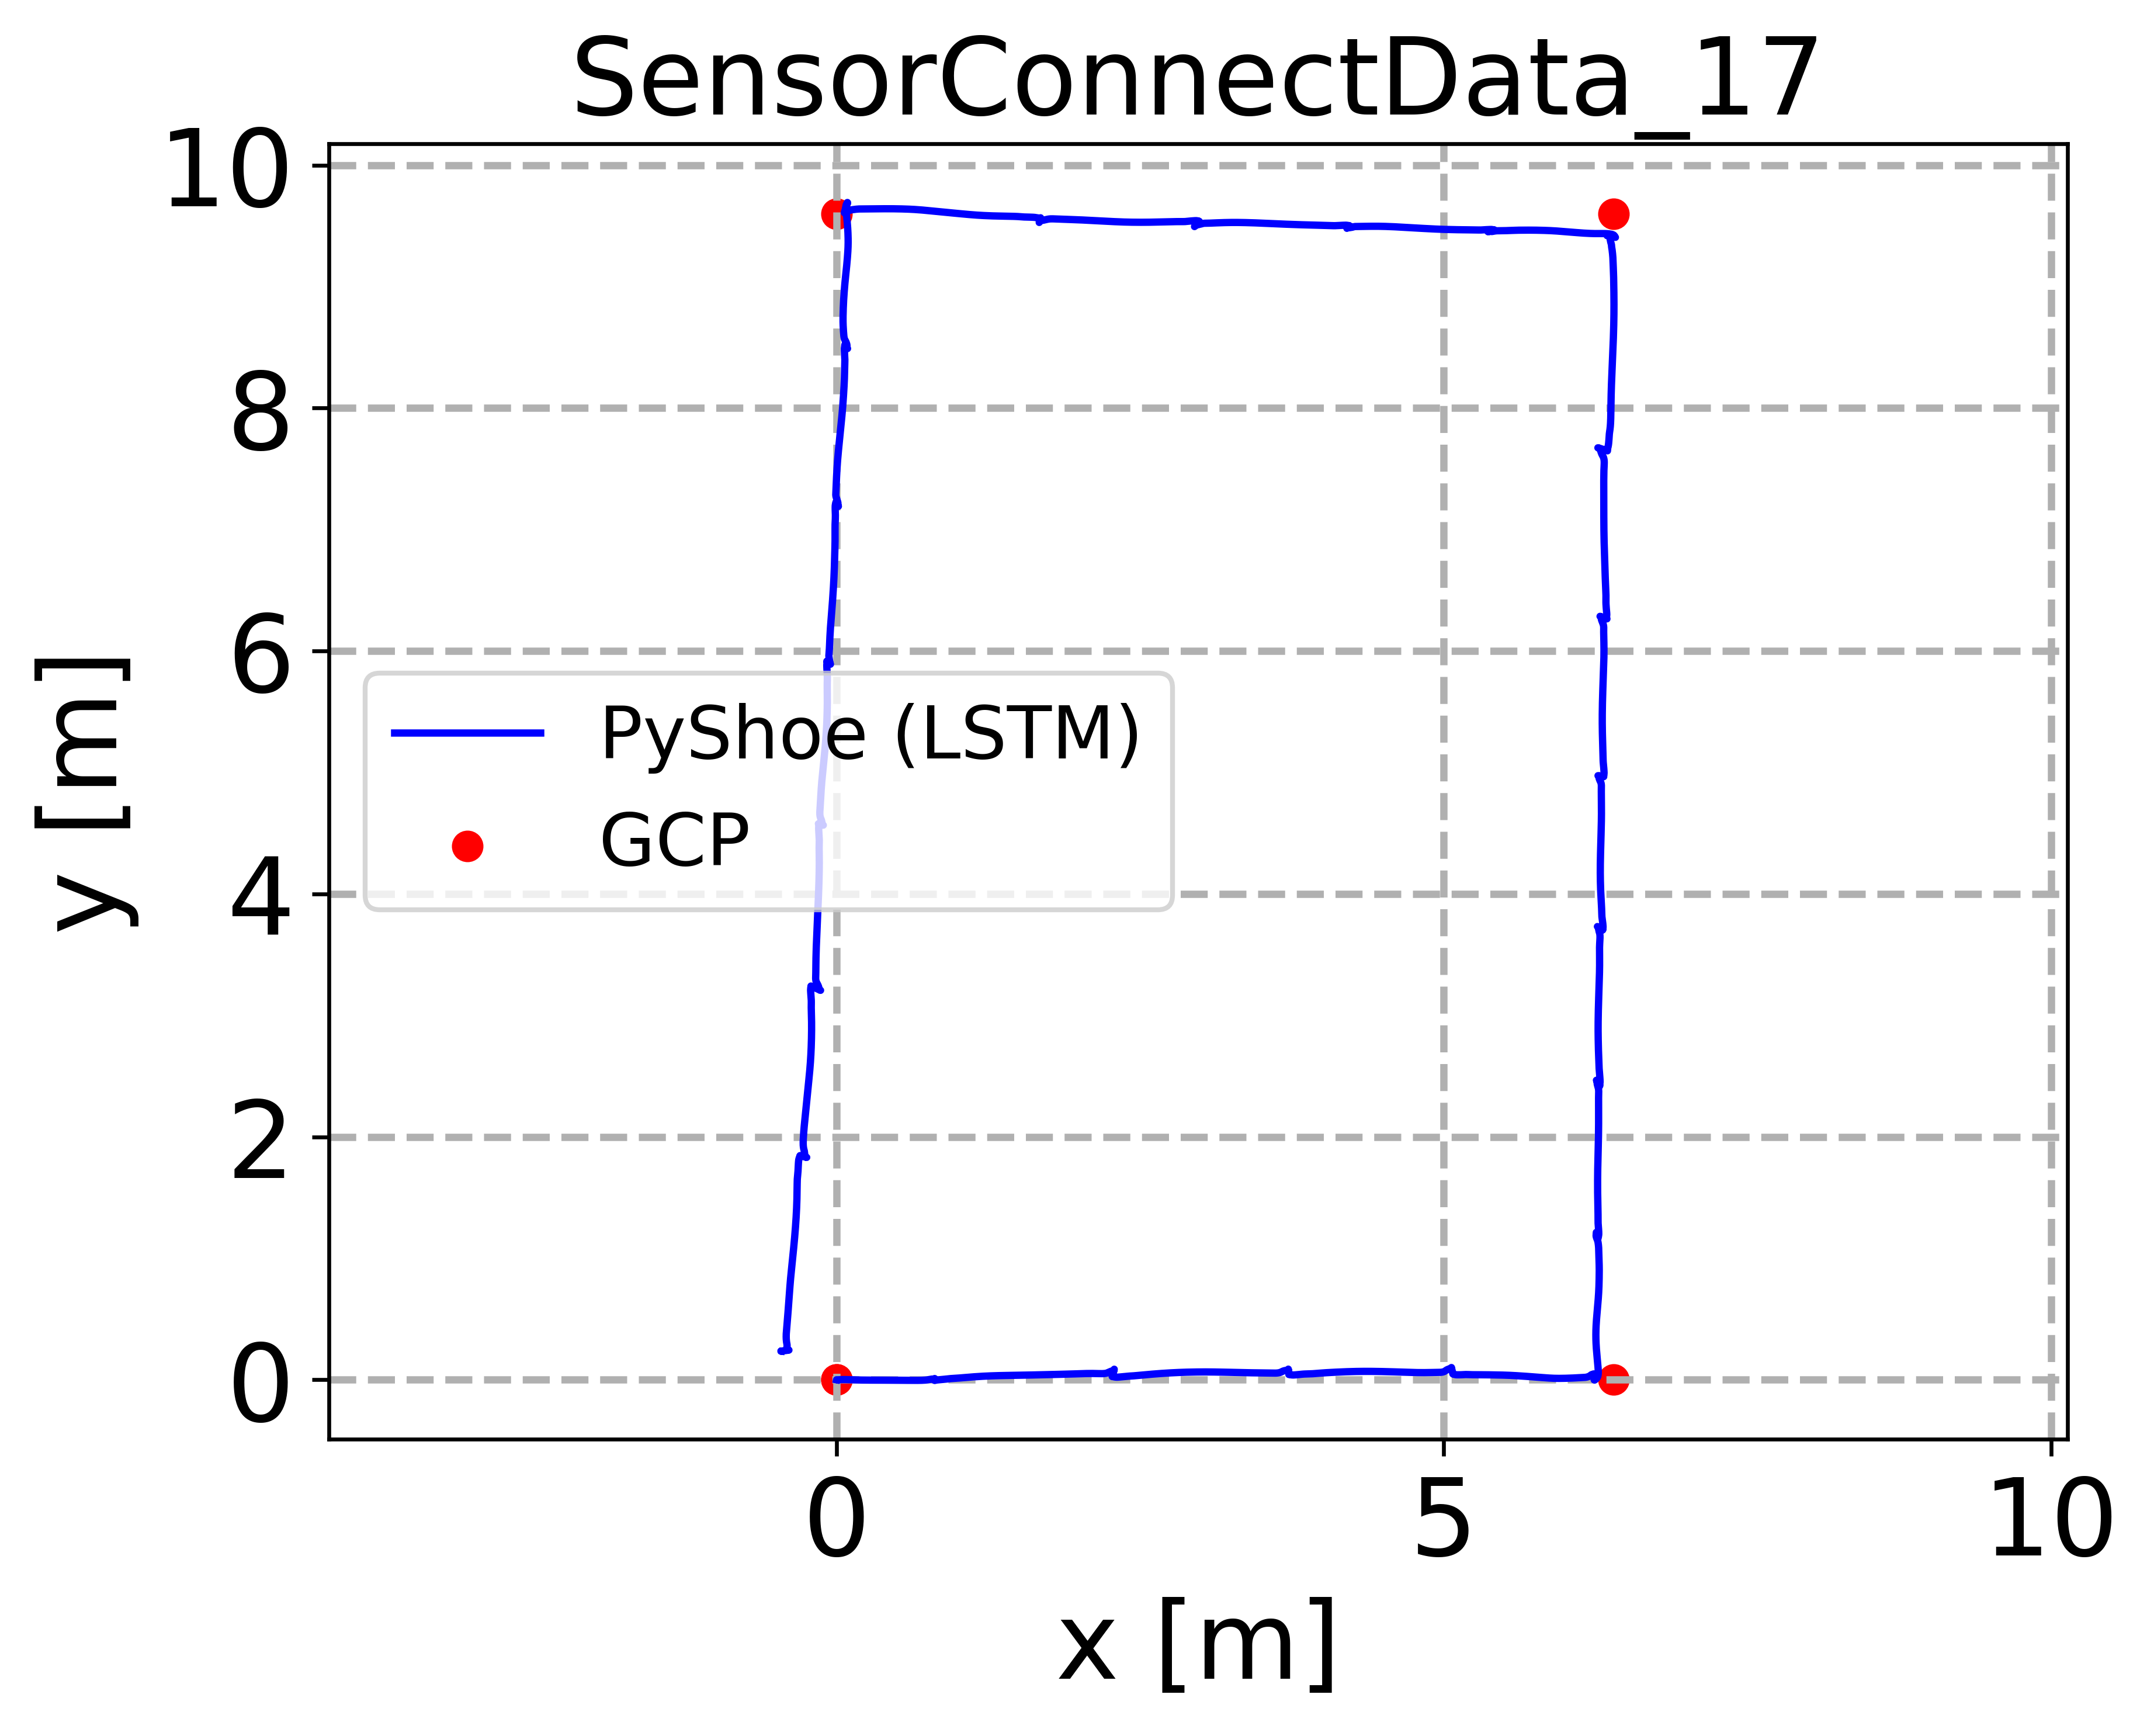 SensorConnectData_17
10
8
6
4
2
0
y [m]
PyShoe (LSTM)
GCP
0 5 10
x [m]